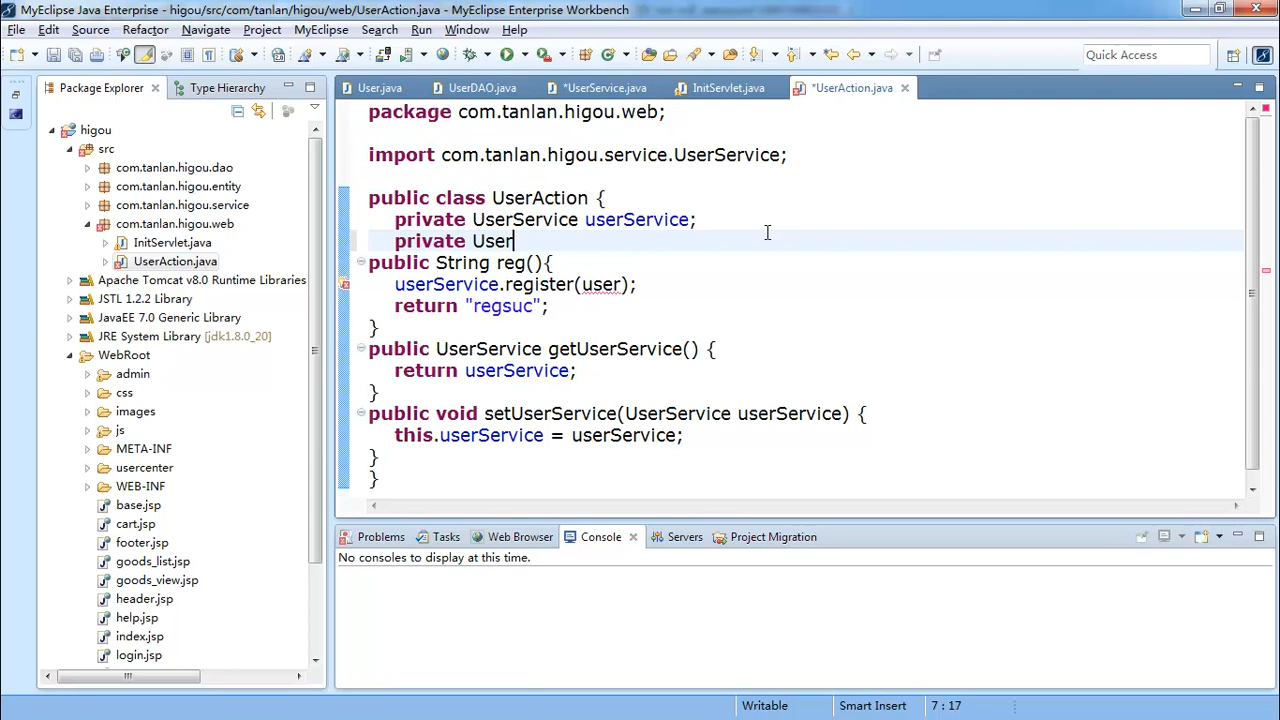 MyEclipse Java Enterprise - higou/src/com/tanlan/higou/web/UserAction.java - MyEclipse Enterprise Workbench
File Edit Source Refactor Navigate Project MyEclipse Search Run Window Help
Quick Access
Package Explorer Type Hierarchy
higou
src
com.tanlan.higou.dao
com.tanlan.higou.entity
com.tanlan.higou.service
com.tanlan.higou.web
InitServlet.java
UserAction.java
Apache Tomcat v8.0 Libraries
JSTL 1.2.2 Library
JavaEE 7.0 Generic Library
JRE System Library [jdk1.8.0_20]
WebRoot
admin
css
images
js
META-INF
usercenter
WEB-INF
base.jsp
cart.jsp
footer.jsp
goods_list.jsp
goods_view.jsp
header.jsp
help.jsp
index.jsp
login.jsp
User.java UserDAO.java *UserService.java InitServlet.java *UserAction.java
package com.tanlan.higou.web;
import com.tanlan.higou.service.UserService;
public class UserAction {
private UserService userService;
private User
public String reg(){
userService.register(user);
return "regsuc";
}
public UserService getUserService() {
return userService;
}
public void setUserService(UserService userService) {
this.userService = userService;
}
}
Problems Tasks Web Browser Console Servers Project Migration
No consoles to display at this time.
Writable Smart Insert 7 : 17